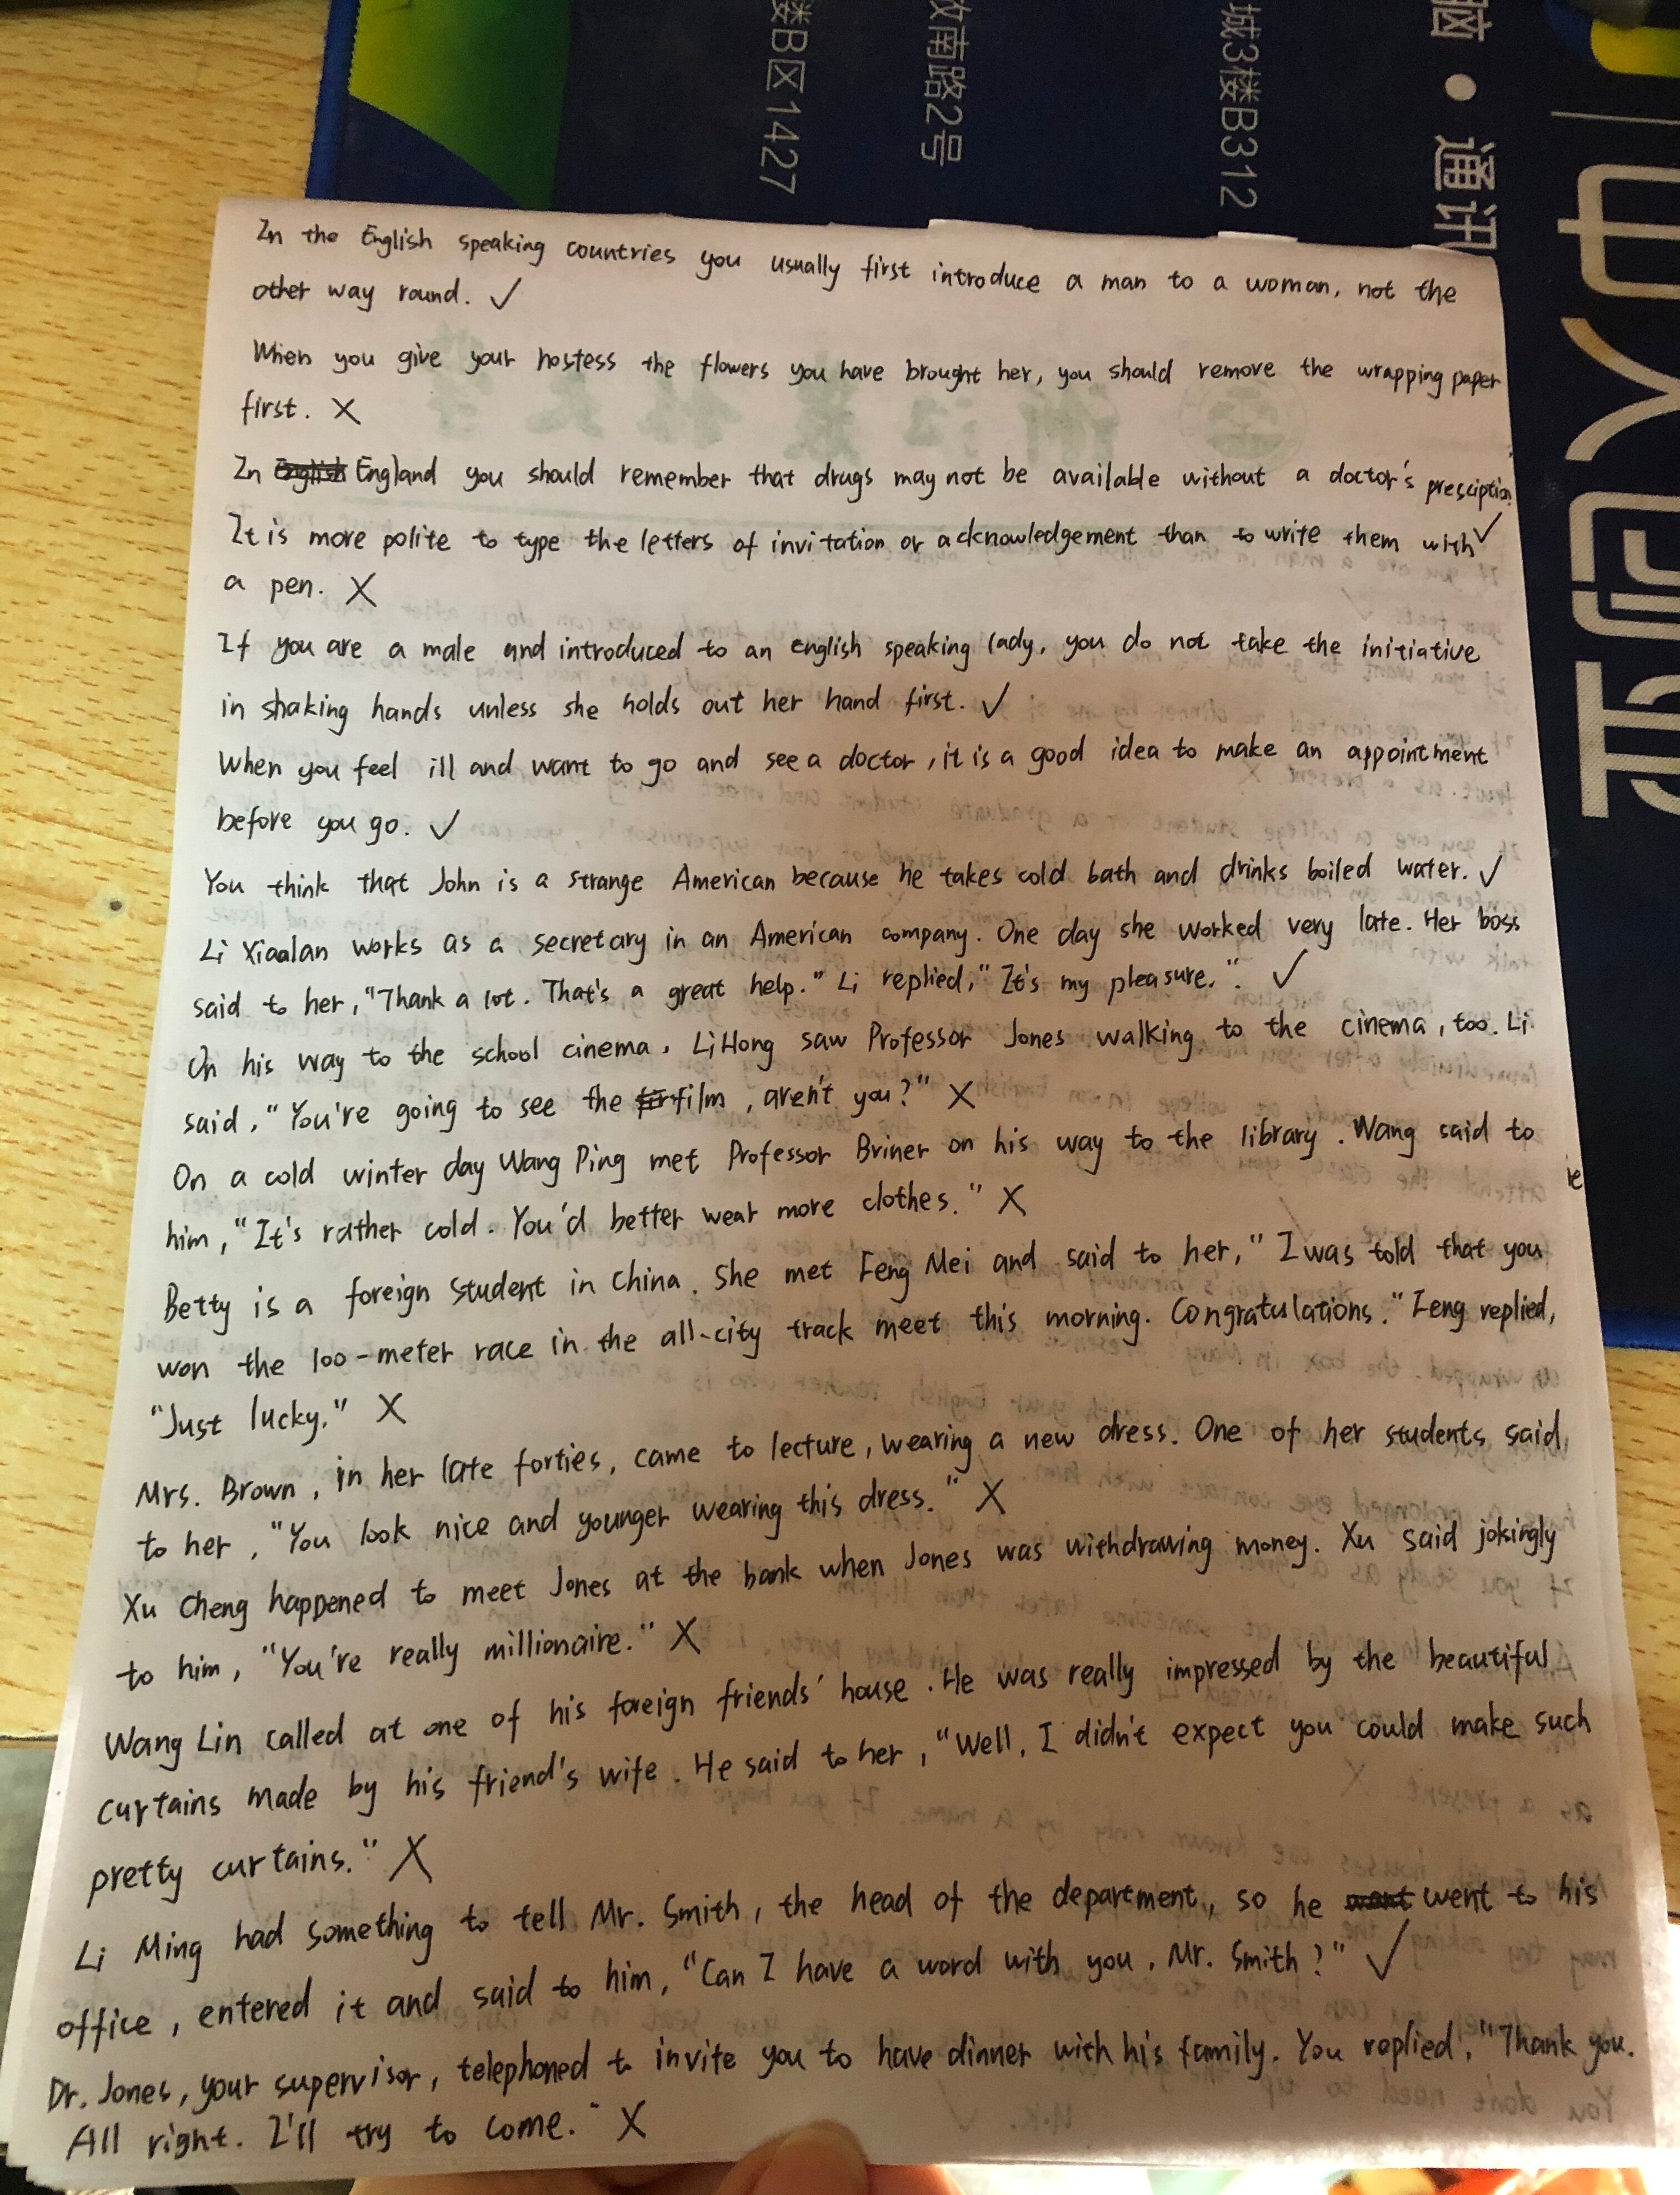 楼B区1427
政南路2号
城3楼B312
脑·通讯
In the English speaking countries you usually first introduce a man to a woman, not the
other way round. ✓
When you give your hostess the flowers you have brought her, you should remove the wrapping paper
first. X
In English England you should remember that drugs may not be available without a doctor's presciption
It is more polite to type the letters of invitation or acknowledgement than to write them with ✓
a pen. X
If you are a male and introduced to an english speaking lady, you do not take the initiative
in shaking hands unless she holds out her hand first. ✓
When you feel ill and want to go and see a doctor, it is a good idea to make an appointment
before you go. ✓
You think that John is a strange American because he takes cold bath and drinks boiled water. ✓
Li Xiaolan works as a secretary in an American company. One day she worked very late. Her boss
said to her, "Thank a lot. That's a great help." Li replied, "It's my pleasure.". ✓
On his way to the school cinema, Li Hong saw Professor Jones walking to the cinema, too. Li
said, "You're going to see the film, aren't you?" X
On a cold winter day Wang Ping met Professor Briner on his way to the library. Wang said to
him, "It's rather cold. You'd better wear more clothes." X
Betty is a foreign student in China. She met Feng Mei and said to her, "I was told that you
won the 100-meter race in the all-city track meet this morning. Congratulations." Feng replied,
"Just lucky." X
Mrs. Brown, in her late forties, came to lecture, wearing a new dress. One of her students said
to her, "You look nice and younger wearing this dress." X
Xu Cheng happened to meet Jones at the bank when Jones was withdrawing money. Xu said jokingly
to him, "You're really millionaire." X
Wang Lin called at one of his foreign friends' house. He was really impressed by the beautiful
curtains made by his friend's wife. He said to her, "Well, I didn't expect you could make such
pretty curtains." X
Li Ming had something to tell Mr. Smith, the head of the department, so he want went to his
office, entered it and said to him, "Can I have a word with you, Mr. Smith?" ✓
Dr. Jones, your supervisor, telephoned to invite you to have dinner with his family. You replied, "Thank you.
All right. I'll try to come." X